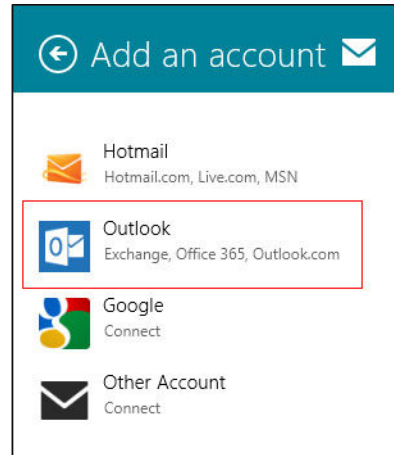 Add an account
Hotmail
Hotmail.com, Live.com, MSN
Outlook
Exchange, Office 365, Outlook.com
Google
Connect
Other Account
Connect